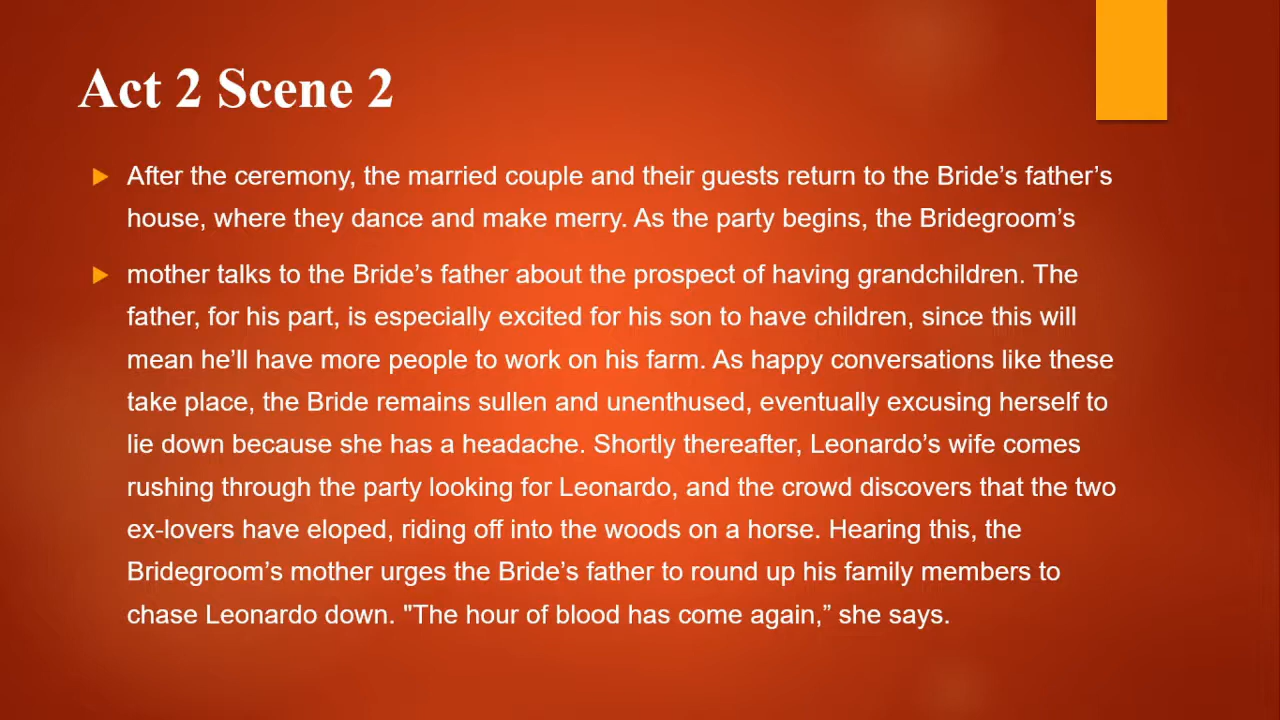 Act 2 Scene 2
After the ceremony, the married couple and their guests return to the Bride’s father’s
house, where they dance and make merry. As the party begins, the Bridegroom’s
mother talks to the Bride’s father about the prospect of having grandchildren. The
father, for his part, is especially excited for his son to have children, since this will
mean he’ll have more people to work on his farm. As happy conversations like these
take place, the Bride remains sullen and unenthused, eventually excusing herself to
lie down because she has a headache. Shortly thereafter, Leonardo’s wife comes
rushing through the party looking for Leonardo, and the crowd discovers that the two
ex-lovers have eloped, riding off into the woods on a horse. Hearing this, the
Bridegroom’s mother urges the Bride’s father to round up his family members to
chase Leonardo down. "The hour of blood has come again,” she says.